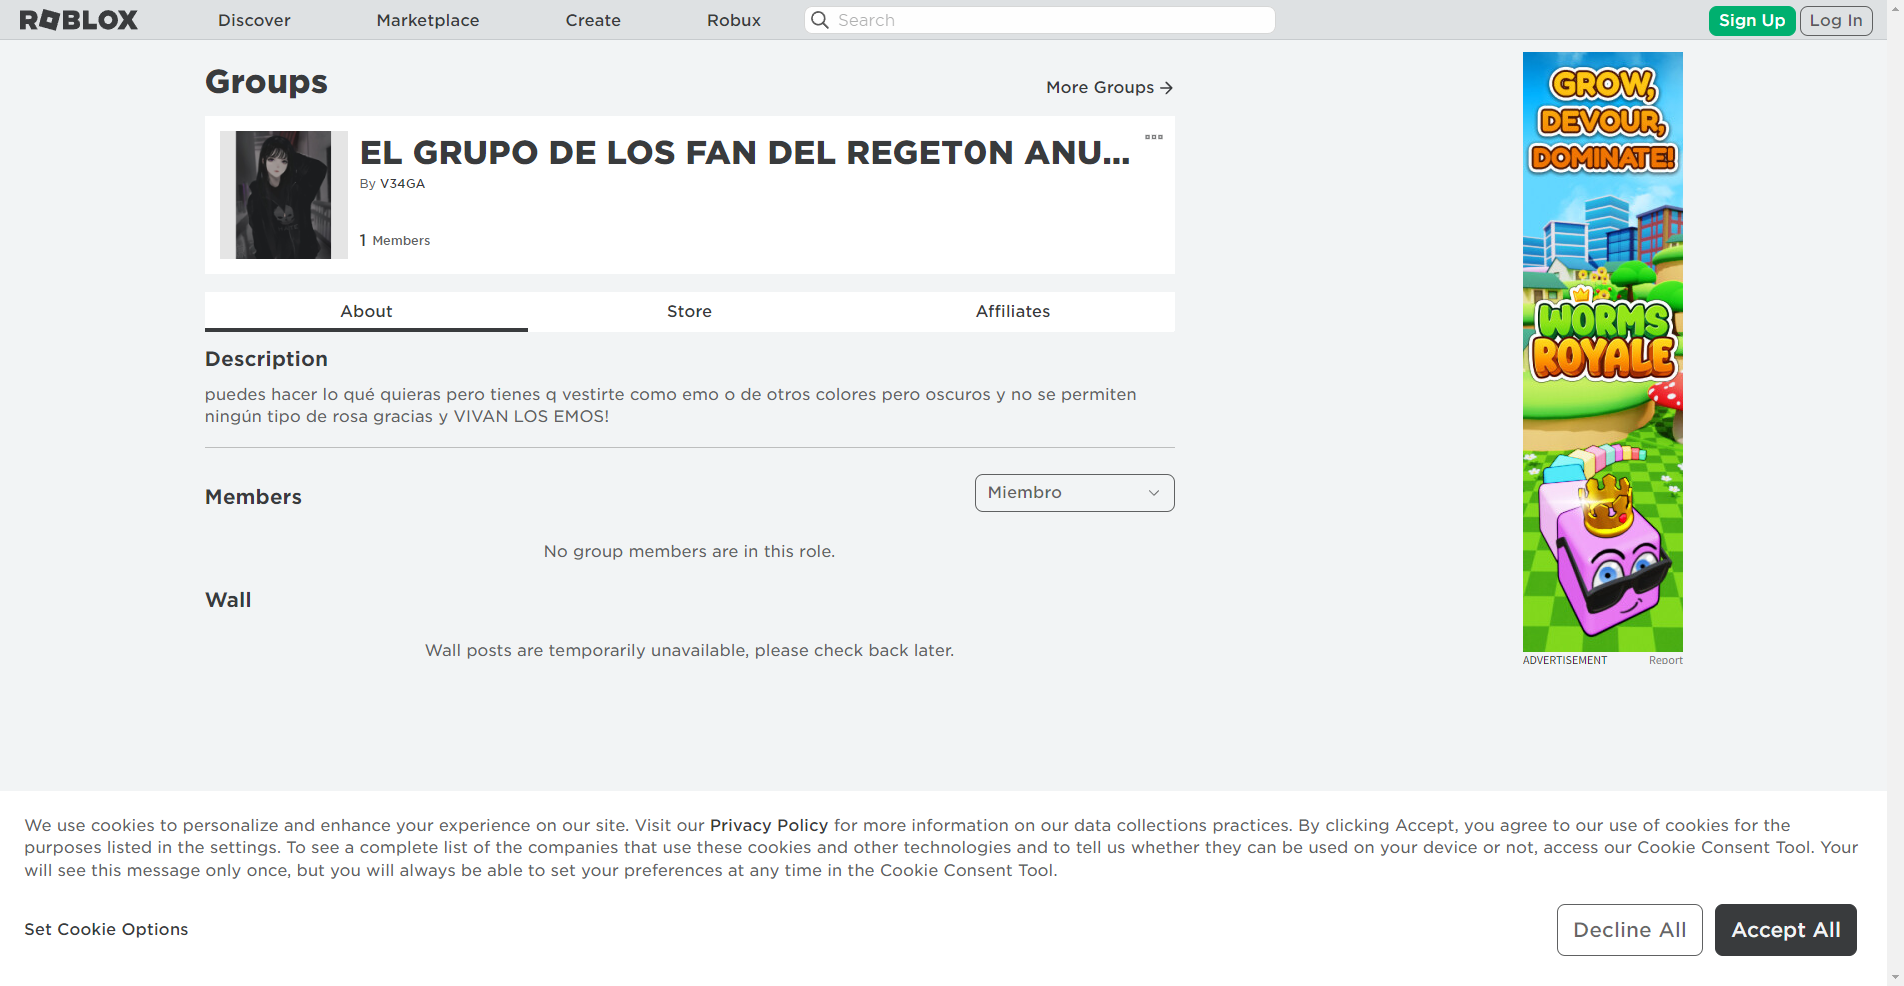 ROBLOX
Discover
Marketplace
Create
Robux
Search
Sign Up
Log In
Groups
More Groups
EL GRUPO DE LOS FAN DEL REGET0N ANU...
By V34GA
1 Members
About
Store
Affiliates
Description
puedes hacer lo qué quieras pero tienes q vestirte como emo o de otros colores pero oscuros y no se permiten
ningún tipo de rosa gracias y VIVAN LOS EMOS!
Members
Miembro
No group members are in this role.
Wall
Wall posts are temporarily unavailable, please check back later.
GROW,
DEVOUR,
DOMINATE!
WORMS
ROYALE
ADVERTISEMENT
Report
We use cookies to personalize and enhance your experience on our site. Visit our Privacy Policy for more information on our data collections practices. By clicking Accept, you agree to our use of cookies for the
purposes listed in the settings. To see a complete list of the companies that use these cookies and other technologies and to tell us whether they can be used on your device or not, access our Cookie Consent Tool. Your
will see this message only once, but you will always be able to set your preferences at any time in the Cookie Consent Tool.
Set Cookie Options
Decline All
Accept All